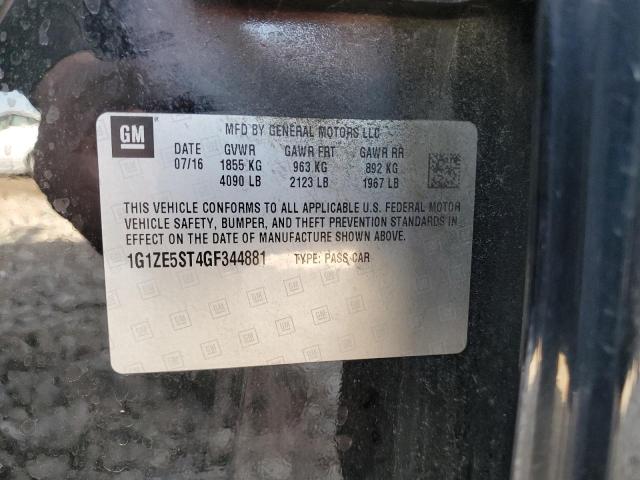 GM
MFD BY GENERAL MOTORS LLC
DATE GVWR GAWR FRT GAWR RR
07/16 1855 KG 963 KG 892 KG
4090 LB 2123 LB 1967 LB
THIS VEHICLE CONFORMS TO ALL APPLICABLE U.S. FEDERAL MOTOR
VEHICLE SAFETY, BUMPER, AND THEFT PREVENTION STANDARDS IN
EFFECT ON THE DATE OF MANUFACTURE SHOWN ABOVE.
1G1ZE5ST4GF344881 TYPE: PASS CAR